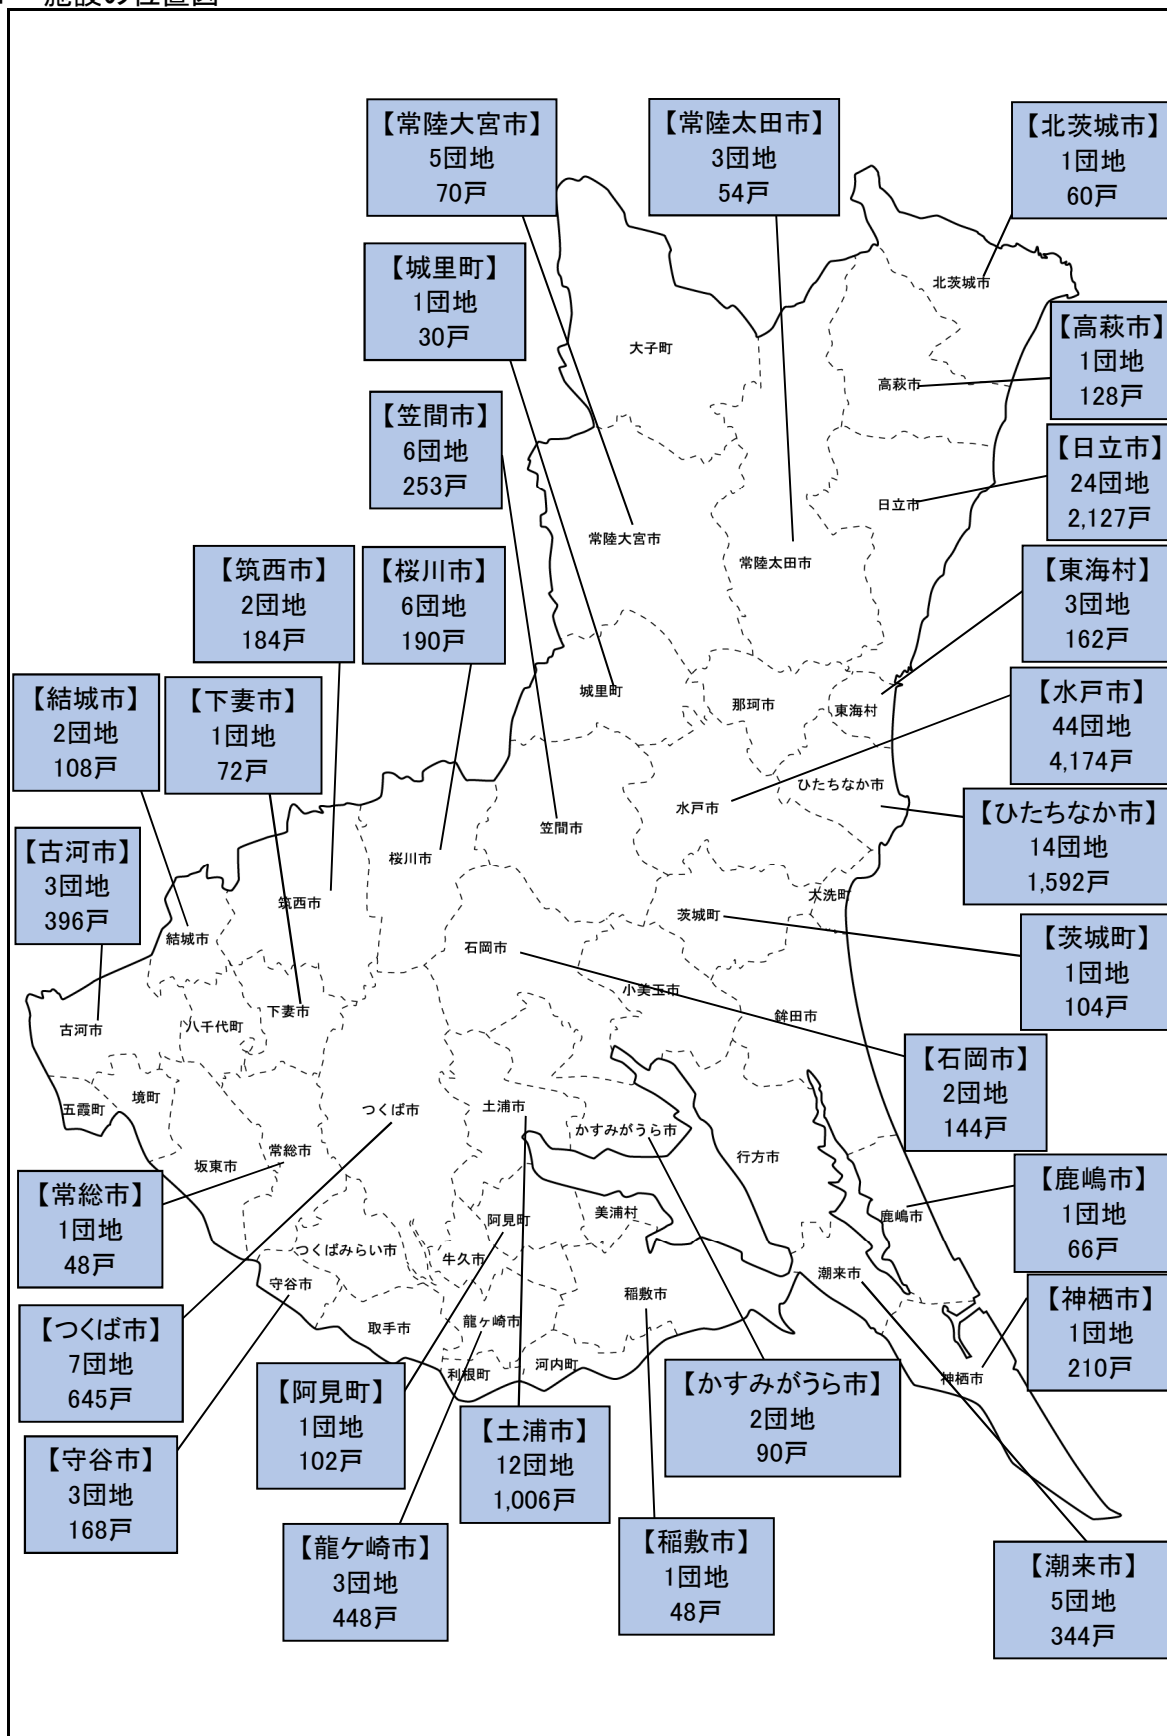 施設の位置図
【常陸大宮市】
5団地
70戸
【常陸太田市】
3団地
54戸
【北茨城市】
1団地
60戸
【城里町】
1団地
30戸
【高萩市】
1団地
128戸
【笠間市】
6団地
253戸
【日立市】
24団地
2,127戸
【筑西市】
2団地
184戸
【桜川市】
6団地
190戸
【東海村】
3団地
162戸
【結城市】
2団地
108戸
【下妻市】
1団地
72戸
【水戸市】
44団地
4,174戸
【古河市】
3団地
396戸
【ひたちなか市】
14団地
1,592戸
【茨城町】
1団地
104戸
【石岡市】
2団地
144戸
【常総市】
1団地
48戸
【鹿嶋市】
1団地
66戸
【つくば市】
7団地
645戸
【神栖市】
1団地
210戸
【阿見町】
1団地
102戸
【かすみがうら市】
2団地
90戸
【守谷市】
3団地
168戸
【土浦市】
12団地
1,006戸
【龍ケ崎市】
3団地
448戸
【稲敷市】
1団地
48戸
【潮来市】
5団地
344戸
北茨城市
大子町
高萩市
日立市
常陸大宮市
常陸太田市
城里町
那珂市
東海村
ひたちなか市
水戸市
笠間市
桜川市
大洗町
筑西市
茨城町
結城市
石岡市
小美玉市
下妻市
鉾田市
八千代町
古河市
境町
五霞町
つくば市
土浦市
かすみがうら市
常総市
坂東市
行方市
美浦村
阿見町
鹿嶋市
つくばみらい市
牛久市
守谷市
潮来市
稲敷市
取手市
龍ヶ崎市
河内町
利根町
神栖市